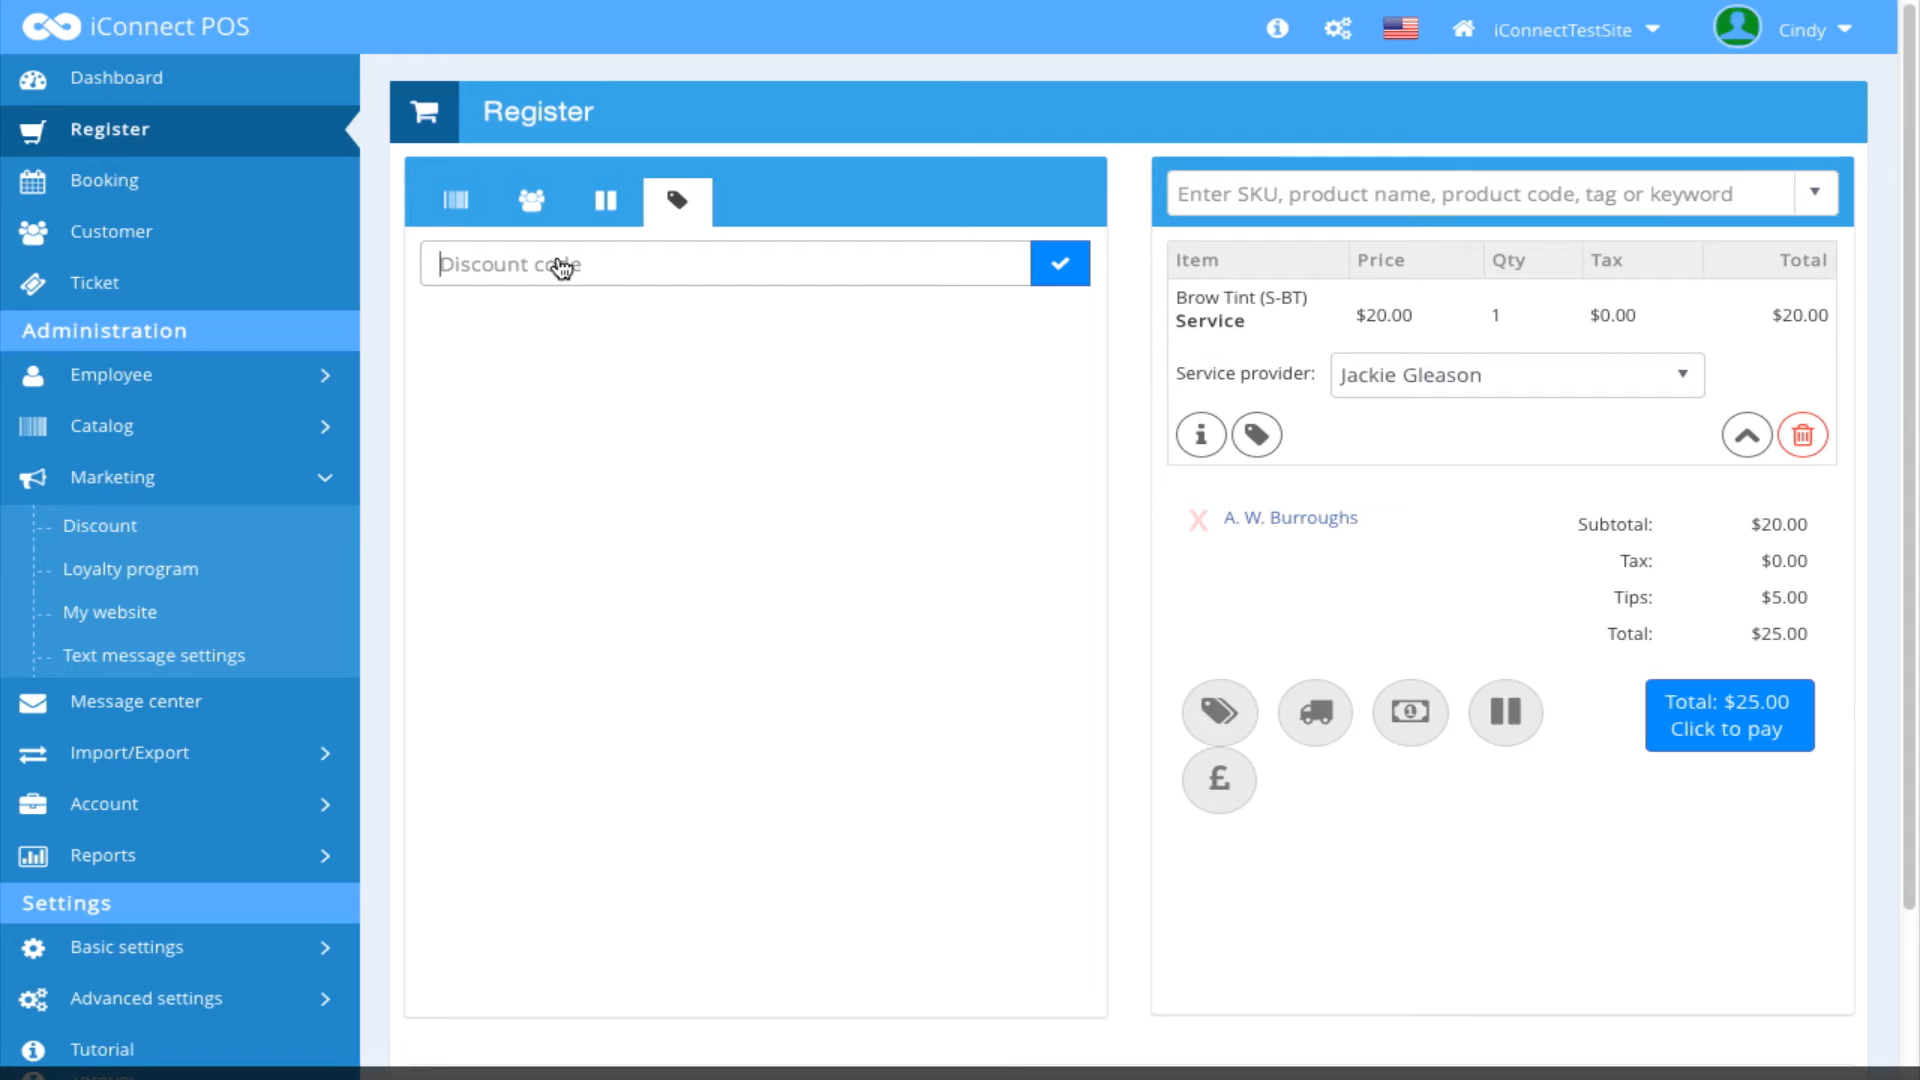 iConnect POS
iConnectTestSite
Cindy
Dashboard
Register
Booking
Customer
Ticket
Administration
Employee
Catalog
Marketing
Discount
Loyalty program
My website
Text message settings
Message center
Import/Export
Account
Reports
Settings
Basic settings
Advanced settings
Tutorial
Register
Discount code
Enter SKU, product name, product code, tag or keyword
Item Price Qty Tax Total
Brow Tint (S-BT)
Service $20.00 1 $0.00 $20.00
Service provider: Jackie Gleason
X A. W. Burroughs
Subtotal: $20.00
Tax: $0.00
Tips: $5.00
Total: $25.00
£
Total: $25.00
Click to pay